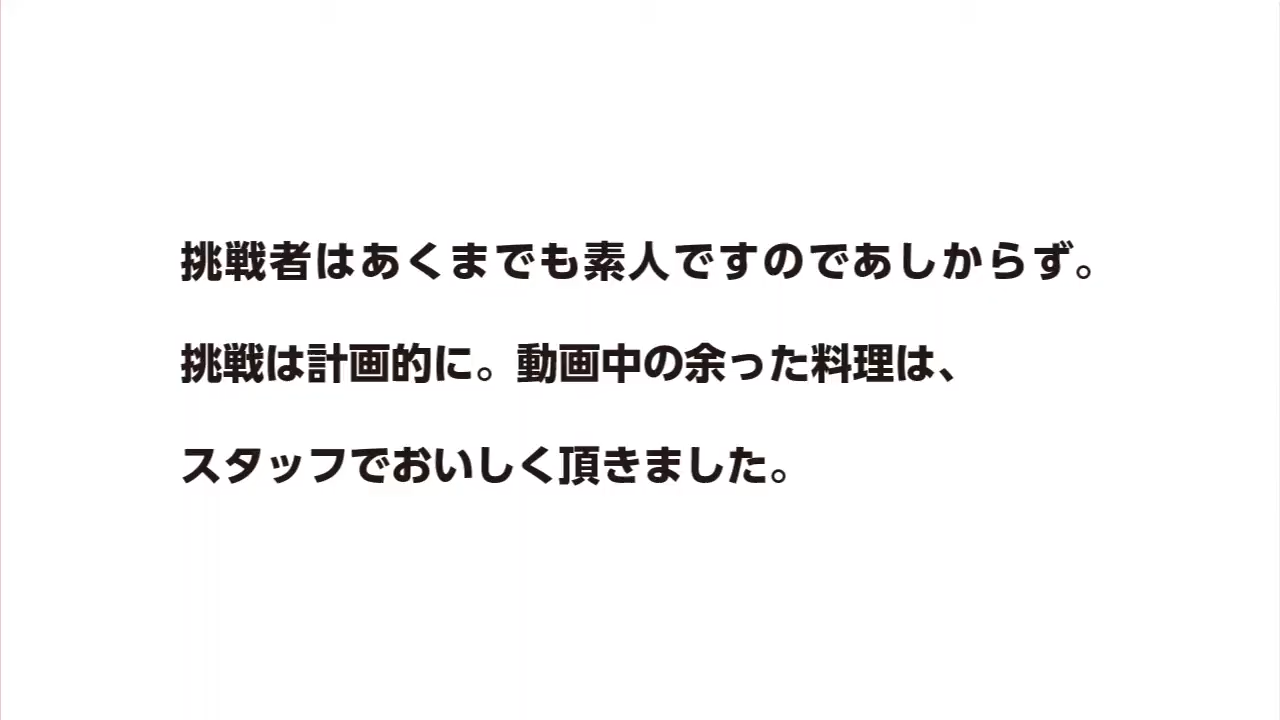 挑戦者はあくまでも素人ですのであしからず。
挑戦は計画的に。動画中の余った料理は、
スタッフでおいしく頂きました。